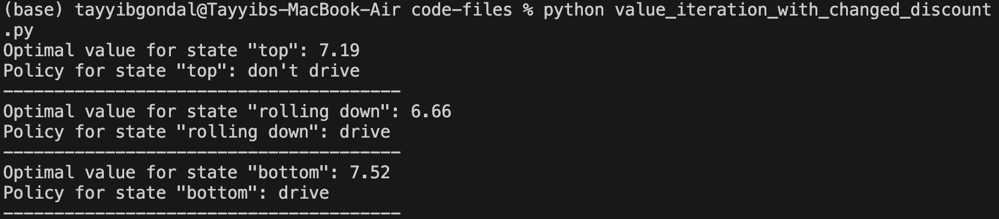 (base) tayyibgondal@Tayyibs-MacBook-Air code-files % python value_iteration_with_changed_discount
.py
Optimal value for state "top": 7.19
Policy for state "top": don't drive
---------------------------------------
Optimal value for state "rolling down": 6.66
Policy for state "rolling down": drive
---------------------------------------
Optimal value for state "bottom": 7.52
Policy for state "bottom": drive
---------------------------------------